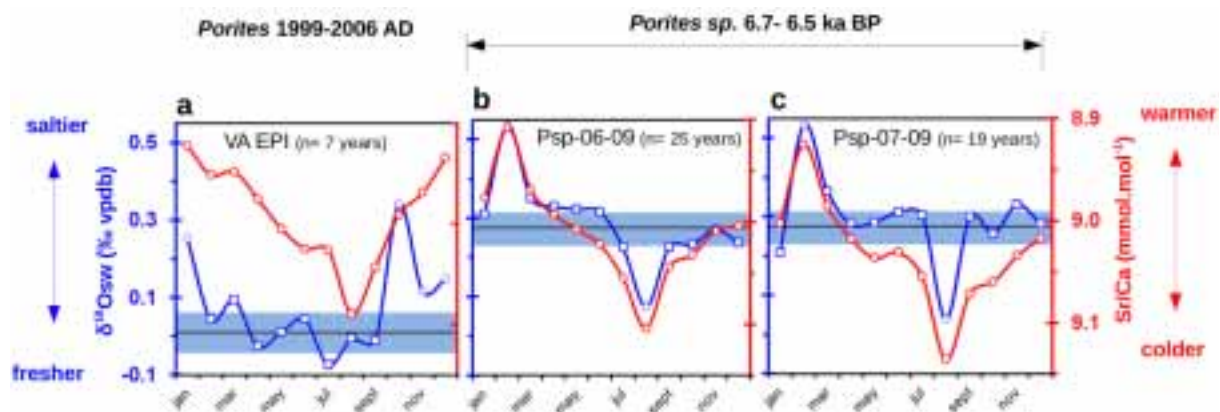 Porites 1999-2006 AD
Porites sp. 6.7- 6.5 ka BP
a
b
c
saltier
fresher
δ¹⁸Osw (‰ vpdb)
0.5
0.3
0.1
-0.1
VA EPI (n= 7 years)
Psp-06-09 (n= 25 years)
Psp-07-09 (n= 19 years)
8.9
9.0
9.1
Sr/Ca (mmol.mol⁻¹)
warmer
colder
jan mar may jul sept nov
jan mar may jul sept nov
jan mar may jul sept nov